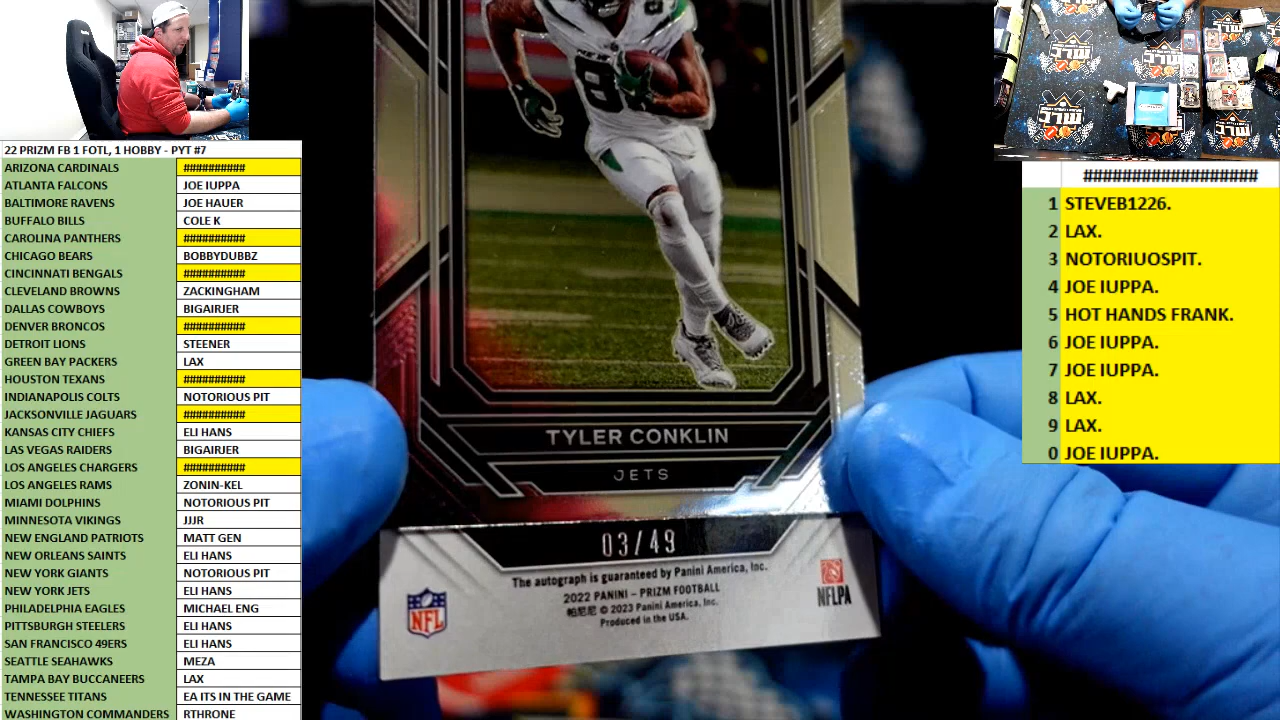 22 PRIZM FB 1 FOTL, 1 HOBBY - PYT #7
ARIZONA CARDINALS ##########
ATLANTA FALCONS JOE IUPPA
BALTIMORE RAVENS JOE HAUER
BUFFALO BILLS COLE K
CAROLINA PANTHERS ##########
CHICAGO BEARS BOBBYDUBBZ
CINCINNATI BENGALS ##########
CLEVELAND BROWNS ZACKINGHAM
DALLAS COWBOYS BIGAIRJER
DENVER BRONCOS ##########
DETROIT LIONS STEENER
GREEN BAY PACKERS LAX
HOUSTON TEXANS ##########
INDIANAPOLIS COLTS NOTORIOUS PIT
JACKSONVILLE JAGUARS ##########
KANSAS CITY CHIEFS ELI HANS
LAS VEGAS RAIDERS BIGAIRJER
LOS ANGELES CHARGERS ##########
LOS ANGELES RAMS ZONIN-KEL
MIAMI DOLPHINS NOTORIOUS PIT
MINNESOTA VIKINGS JJJR
NEW ENGLAND PATRIOTS MATT GEN
NEW ORLEANS SAINTS ELI HANS
NEW YORK GIANTS NOTORIOUS PIT
NEW YORK JETS ELI HANS
PHILADELPHIA EAGLES MICHAEL ENG
PITTSBURGH STEELERS ELI HANS
SAN FRANCISCO 49ERS ELI HANS
SEATTLE SEAHAWKS MEZA
TAMPA BAY BUCCANEERS LAX
TENNESSEE TITANS EA ITS IN THE GAME
WASHINGTON COMMANDERS RTHRONE
TYLER CONKLIN
JETS
03/49
The autograph is guaranteed by Panini America, Inc.
2022 PANINI – PRIZM FOOTBALL
帕尼尼 © 2023 Panini America, Inc.
Produced in the USA.
NFL
NFLPA
##################
1 STEVEB1226.
2 LAX.
3 NOTORIUOSPIT.
4 JOE IUPPA.
5 HOT HANDS FRANK.
6 JOE IUPPA.
7 JOE IUPPA.
8 LAX.
9 LAX.
0 JOE IUPPA.